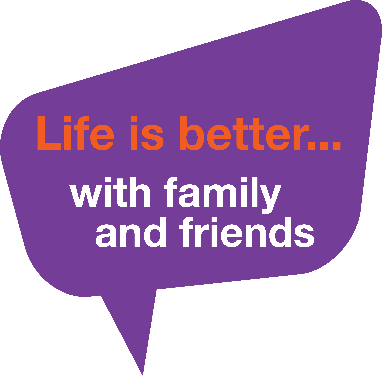 Life is better...
with family
and friends